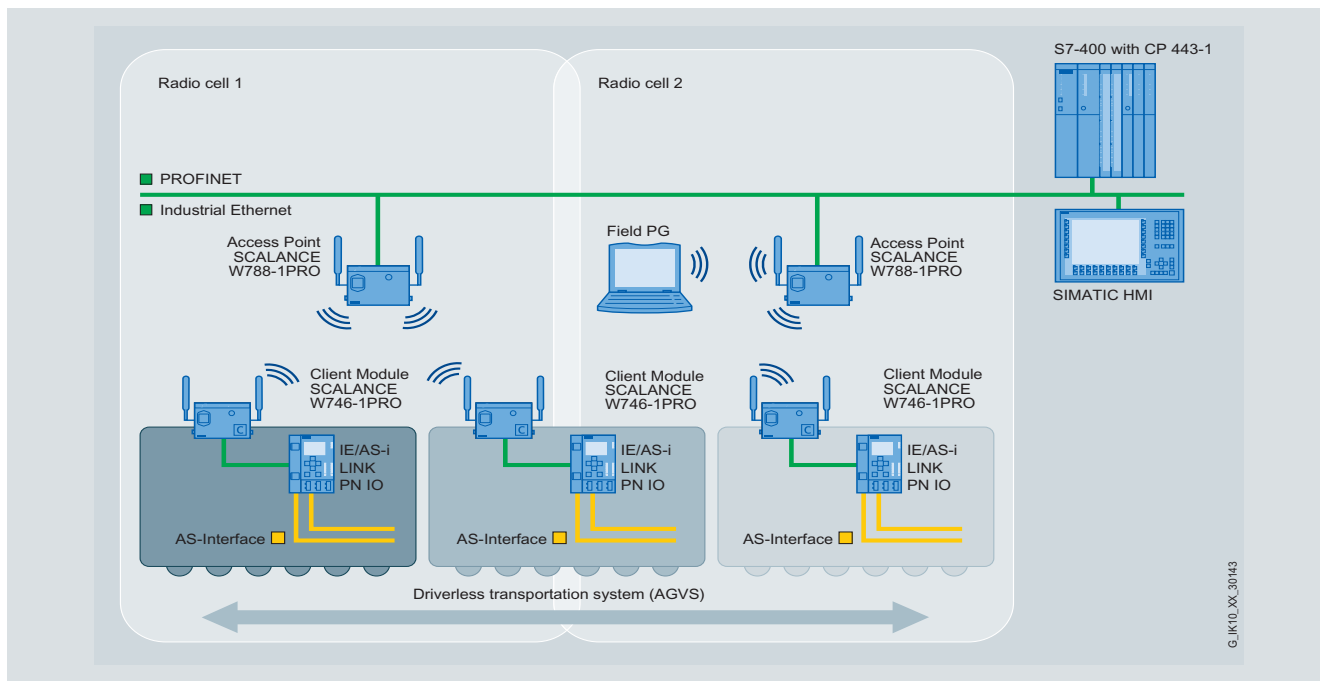 S7-400 with CP 443-1
Radio cell 1
Radio cell 2
PROFINET
Industrial Ethernet
Access Point
SCALANCE
W788-1PRO
Field PG
Access Point
SCALANCE
W788-1PRO
SIMATIC HMI
Client Module
SCALANCE
W746-1PRO
Client Module
SCALANCE
W746-1PRO
Client Module
SCALANCE
W746-1PRO
IE/AS-i
LINK
PN IO
IE/AS-i
LINK
PN IO
IE/AS-i
LINK
PN IO
AS-Interface
AS-Interface
AS-Interface
Driverless transportation system (AGVS)
G_IK10_XX_30143